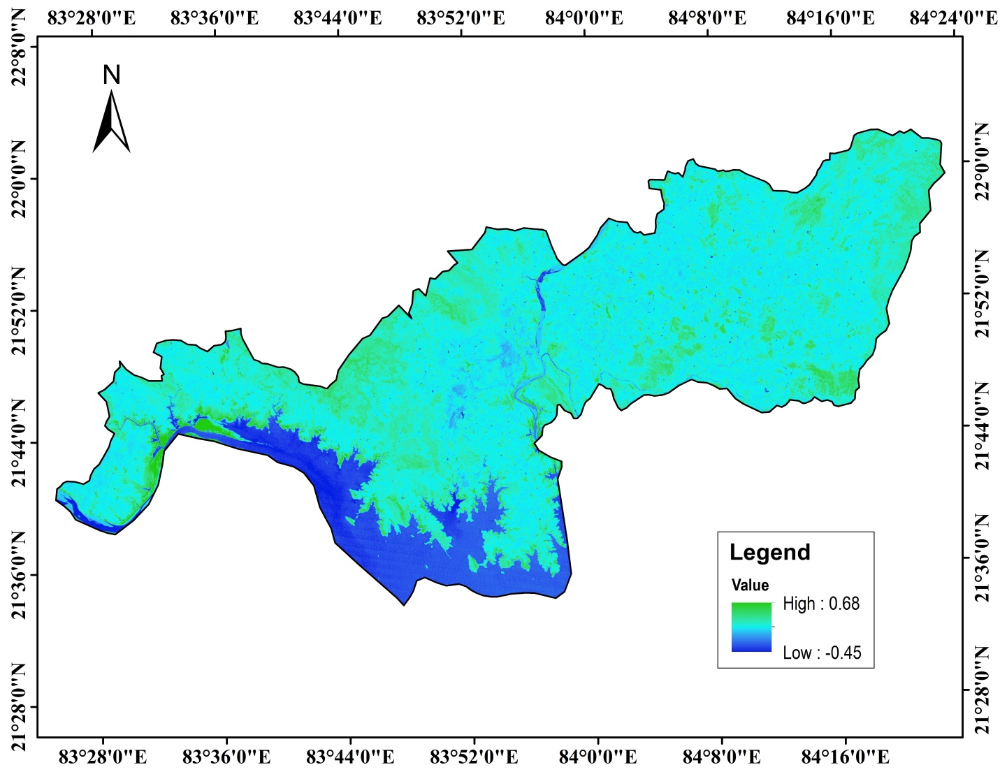 83°28'0"E 83°36'0"E 83°44'0"E 83°52'0"E 84°0'0"E 84°8'0"E 84°16'0"E 84°24'0"E
22°8'0"N
22°0'0"N
21°52'0"N
21°44'0"N
21°36'0"N
21°28'0"N
N
22°0'0"N
21°52'0"N
21°44'0"N
21°36'0"N
21°28'0"N
Legend
Value
High : 0.68
Low : -0.45
83°28'0"E 83°36'0"E 83°44'0"E 83°52'0"E 84°0'0"E 84°8'0"E 84°16'0"E